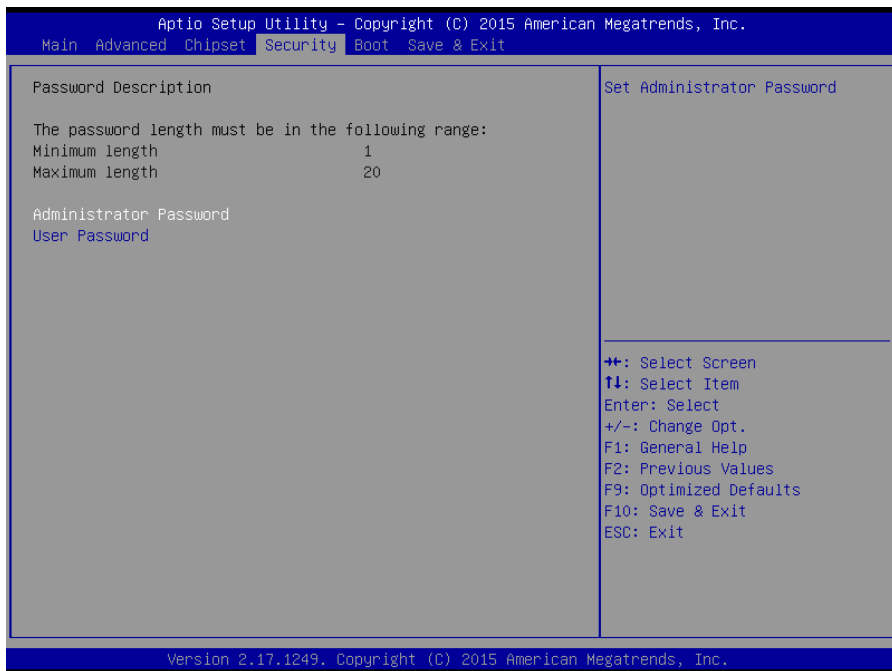 Aptio Setup Utility – Copyright (C) 2015 American Megatrends, Inc.
Main Advanced Chipset Security Boot Save & Exit
Password Description
The password length must be in the following range:
Minimum length 1
Maximum length 20
Administrator Password
User Password
Set Administrator Password
→←: Select Screen
↑↓: Select Item
Enter: Select
+/-: Change Opt.
F1: General Help
F2: Previous Values
F9: Optimized Defaults
F10: Save & Exit
ESC: Exit
Version 2.17.1249. Copyright (C) 2015 American Megatrends, Inc.